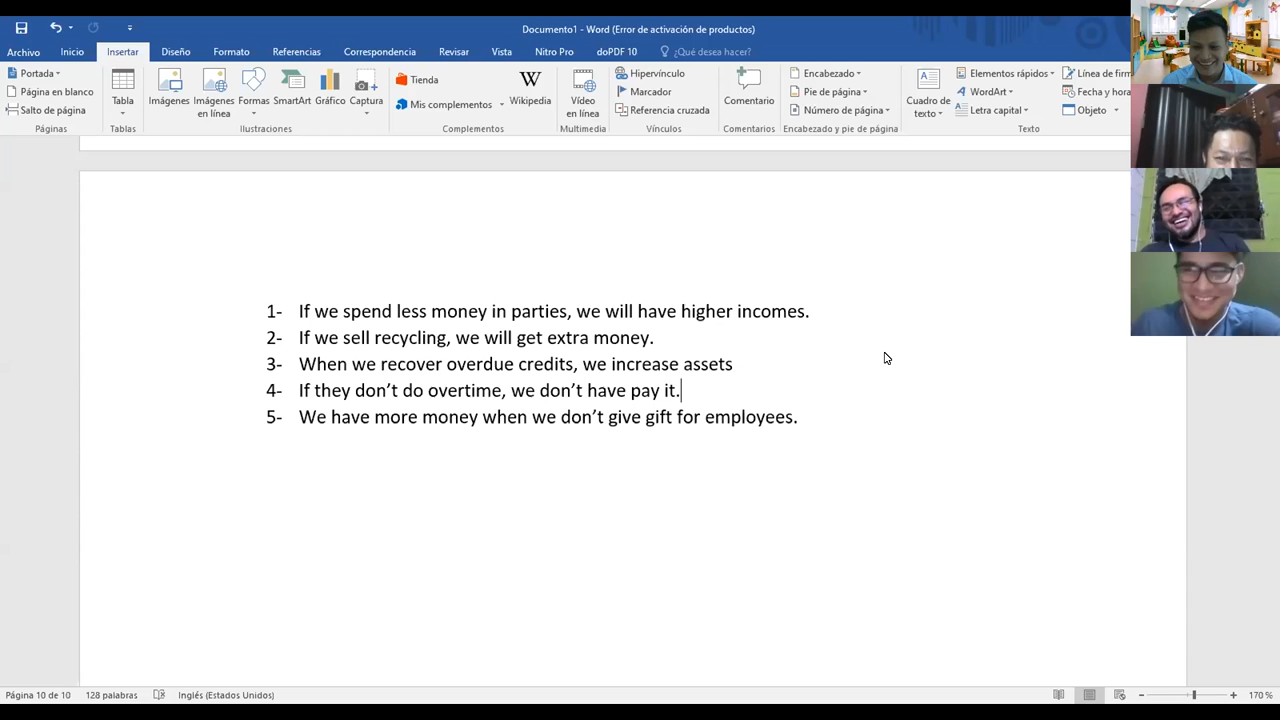 Documento1 - Word (Error de activación de productos)
Archivo Inicio Insertar Diseño Formato Referencias Correspondencia Revisar Vista Nitro Pro doPDF 10 ¿Qué desea hacer?
Portada
Página en blanco
Salto de página
Páginas
Tabla
Tablas
Imágenes
Imágenes en línea
Formas
SmartArt
Gráfico
Captura
Ilustraciones
Tienda
Mis complementos
Wikipedia
Complementos
Vídeo en línea
Multimedia
Hipervínculo
Marcador
Referencia cruzada
Vínculos
Comentario
Comentarios
Encabezado
Pie de página
Número de página
Encabezado y pie de página
Cuadro de texto
Elementos rápidos
WordArt
Letra capital
Línea de firm
Fecha y hora
Objeto
Texto
1- If we spend less money in parties, we will have higher incomes.
2- If we sell recycling, we will get extra money.
3- When we recover overdue credits, we increase assets
4- If they don’t do overtime, we don’t have pay it.
5- We have more money when we don’t give gift for employees.
Página 10 de 10 128 palabras Inglés (Estados Unidos) 170 %